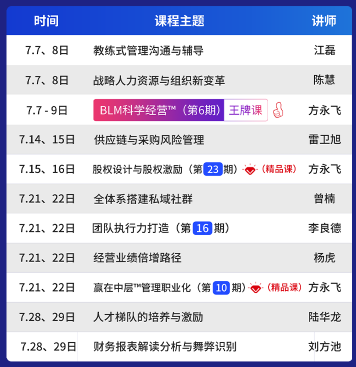 时间 课程主题 讲师
7.7、8日 教练式管理沟通与辅导 江磊
7.7、8日 战略人力资源与组织新变革 陈慧
7.7 - 9日 BLM科学经营™（第6期） 王牌课 方永飞
7.14、15日 供应链与采购风险管理 雷卫旭
7.15、16日 股权设计与股权激励（第 23 期） （精品课） 方永飞
7.21、22日 全体系搭建私域社群 曾楠
7.21、22日 团队执行力打造（第 16 期） 李良德
7.21、22日 经营业绩倍增路径 杨虎
7.21、22日 赢在中层™管理职业化（第 10 期） （精品课） 方永飞
7.28、29日 人才梯队的培养与激励 陆华龙
7.28、29日 财务报表解读分析与舞弊识别 刘方池